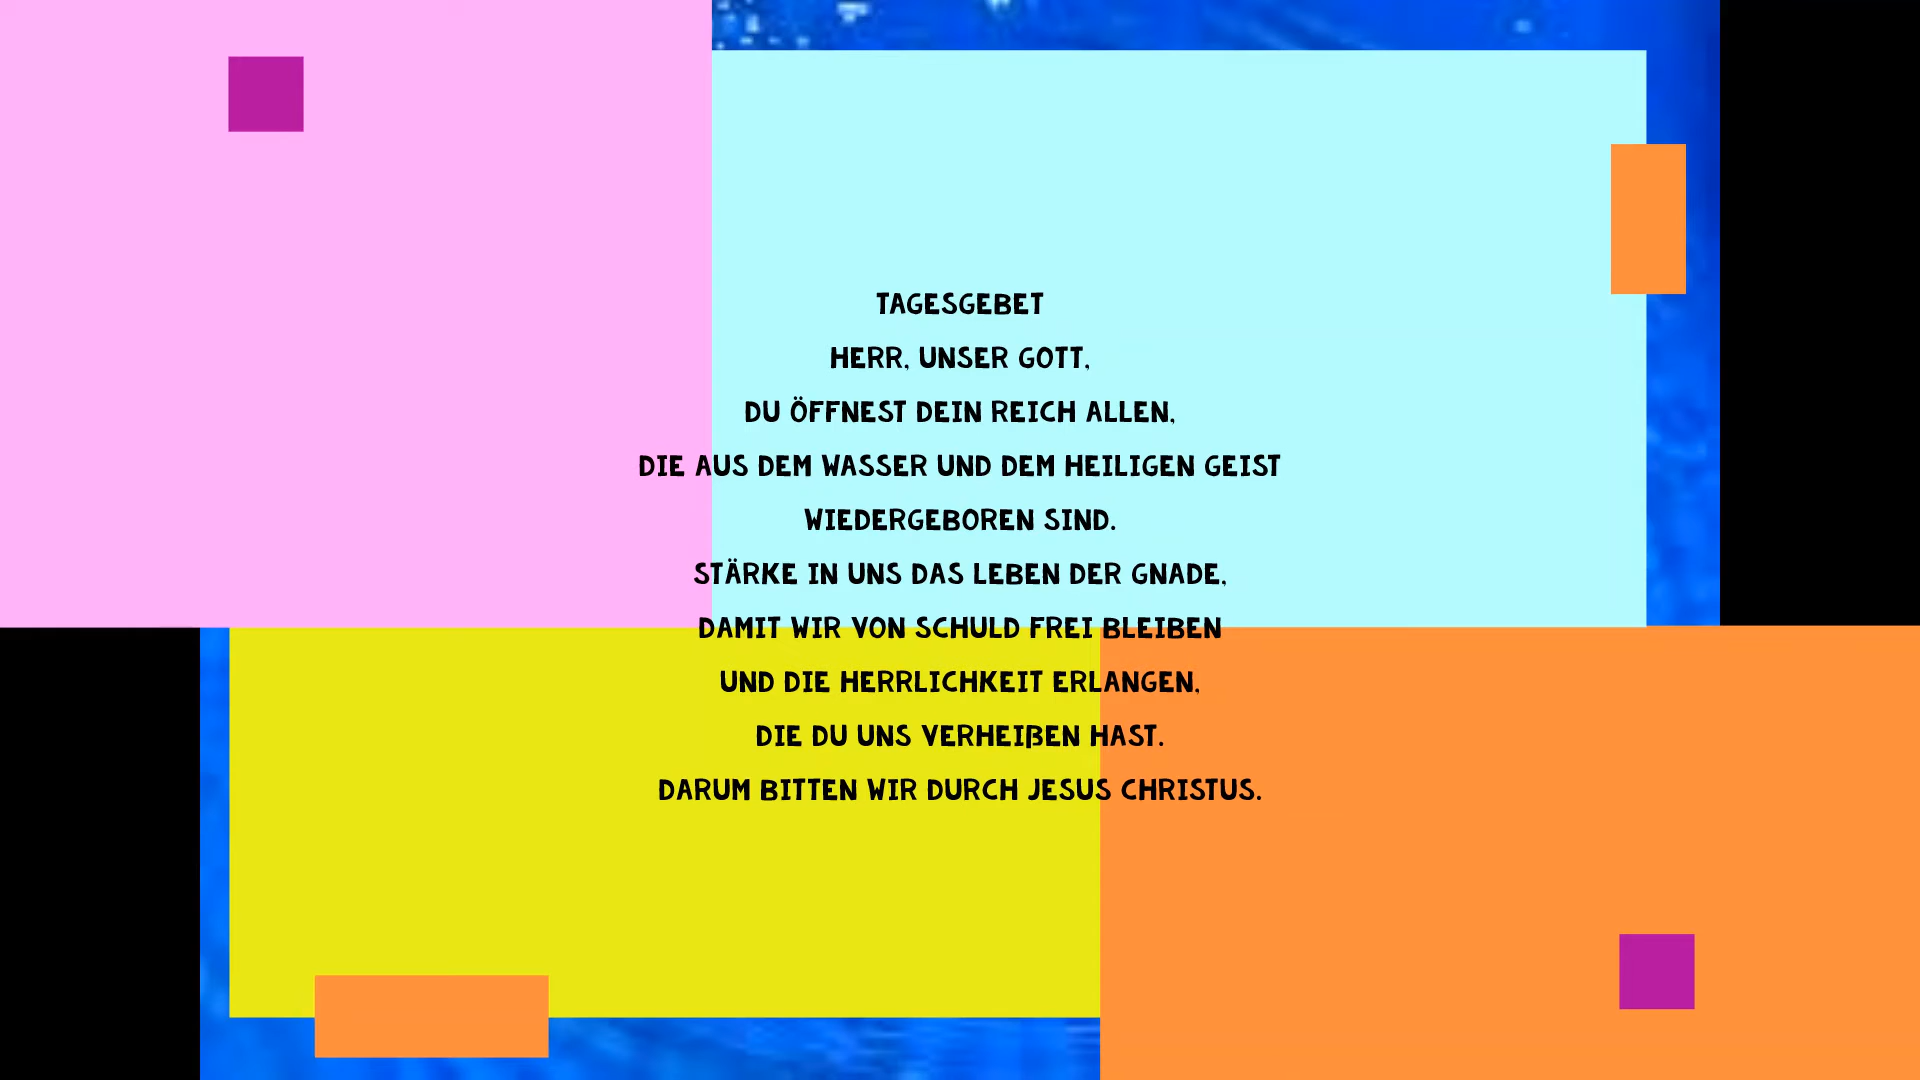 TAGESGEBET
HERR, UNSER GOTT,
DU ÖFFNEST DEIN REICH ALLEN,
DIE AUS DEM WASSER UND DEM HEILIGEN GEIST
WIEDERGEBOREN SIND.
STÄRKE IN UNS DAS LEBEN DER GNADE,
DAMIT WIR VON SCHULD FREI BLEIBEN
UND DIE HERRLICHKEIT ERLANGEN,
DIE DU UNS VERHEIẞEN HAST.
DARUM BITTEN WIR DURCH JESUS CHRISTUS.